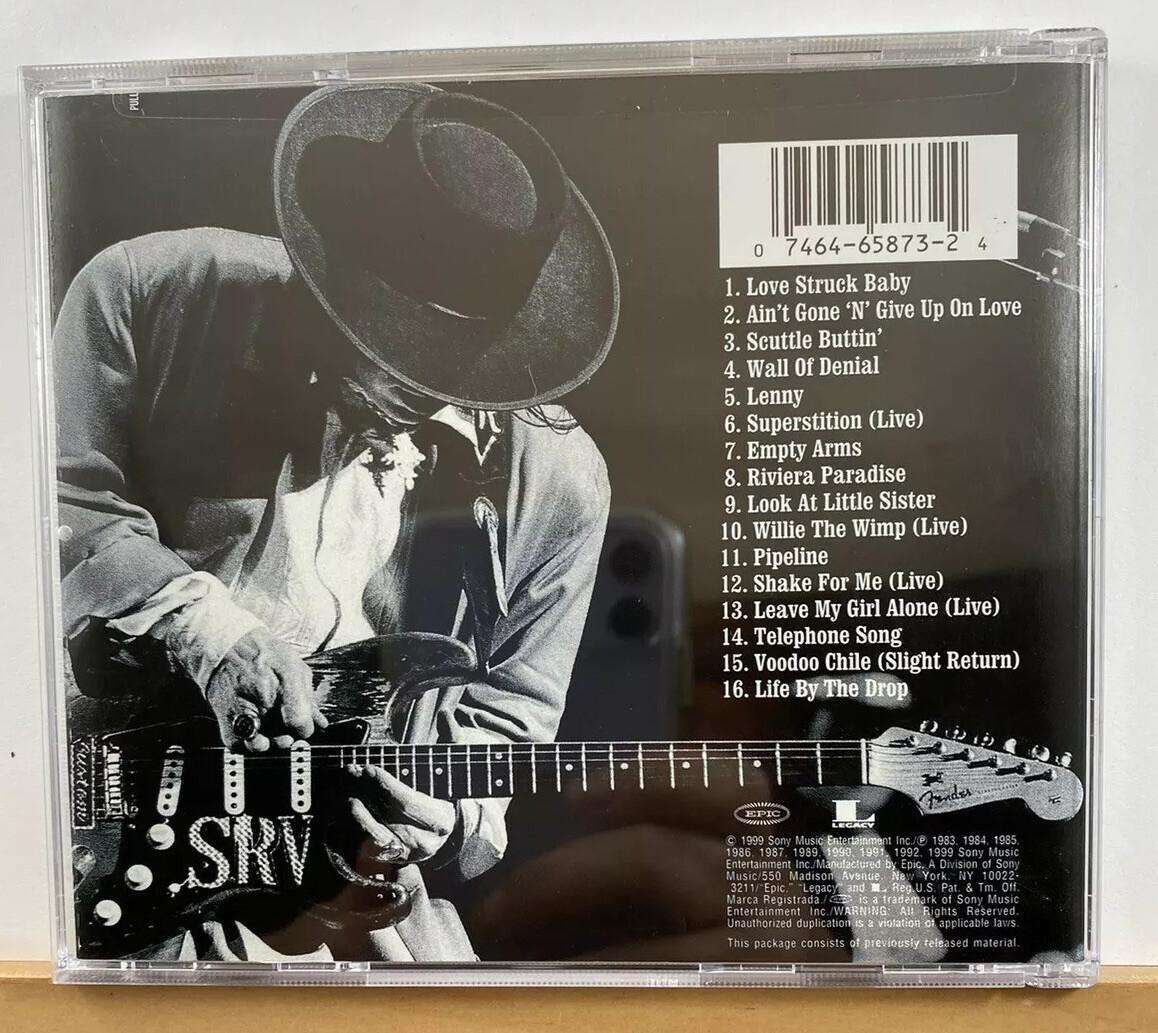 PULL
0 7464-65873-2 4
1. Love Struck Baby
2. Ain't Gone 'N' Give Up On Love
3. Scuttle Buttin'
4. Wall Of Denial
5. Lenny
6. Superstition (Live)
7. Empty Arms
8. Riviera Paradise
9. Look At Little Sister
10. Willie The Wimp (Live)
11. Pipeline
12. Shake For Me (Live)
13. Leave My Girl Alone (Live)
14. Telephone Song
15. Voodoo Chile (Slight Return)
16. Life By The Drop
Fender
SRV
EPIC
L
LEGACY
© 1999 Sony Music Entertainment Inc./℗ 1983, 1984, 1985,
1986, 1987, 1989, 1990, 1991, 1992, 1999 Sony Music
Entertainment Inc./Manufactured by Epic, A Division of Sony
Music/550 Madison Avenue, New York, NY 10022-
3211/"Epic," "Legacy" and L Reg.U.S. Pat. & Tm. Off.
Marca Registrada./EPIC is a trademark of Sony Music
Entertainment Inc./WARNING: All Rights Reserved.
Unauthorized duplication is a violation of applicable laws.
This package consists of previously released material.